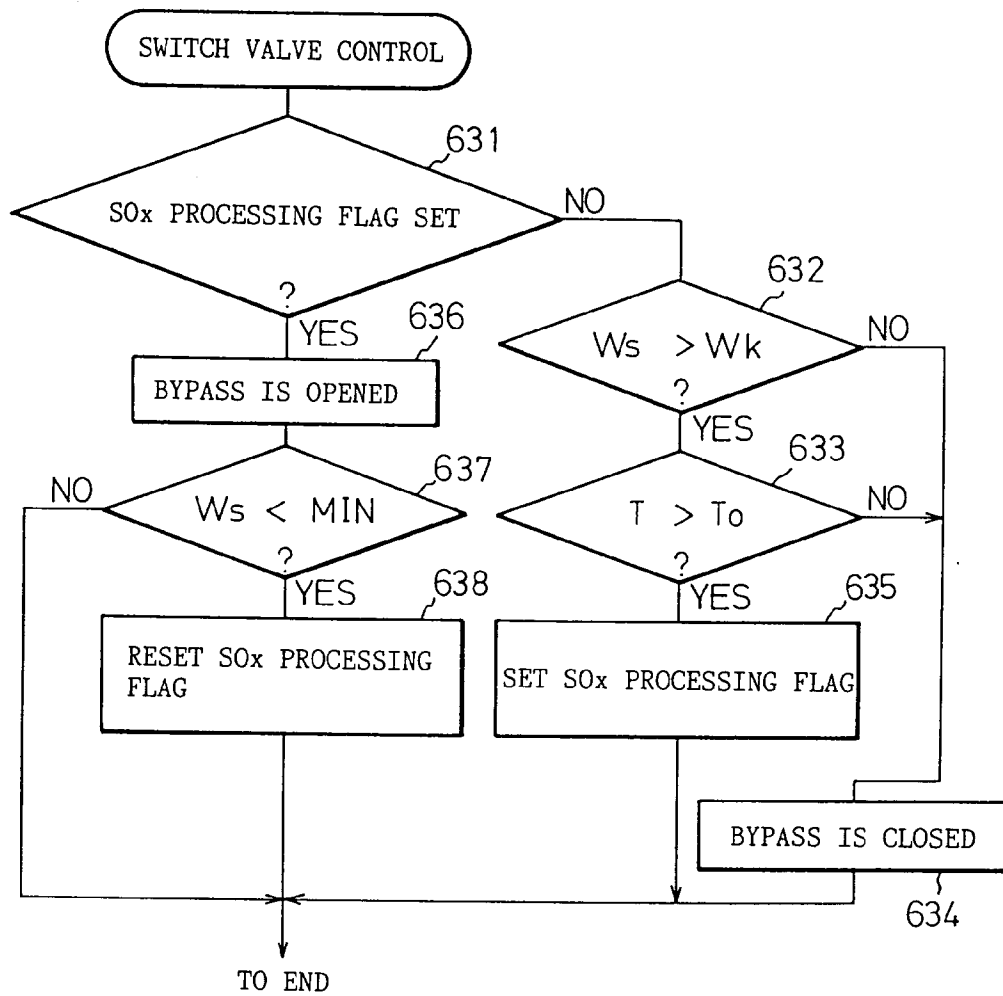 SWITCH VALVE CONTROL
631
SOx PROCESSING FLAG SET
?
NO
YES
632
Ws > Wk
?
NO
YES
636
BYPASS IS OPENED
633
T > To
?
NO
YES
637
Ws < MIN
?
NO
YES
638
RESET SOx PROCESSING
FLAG
635
SET SOx PROCESSING FLAG
BYPASS IS CLOSED
634
TO END